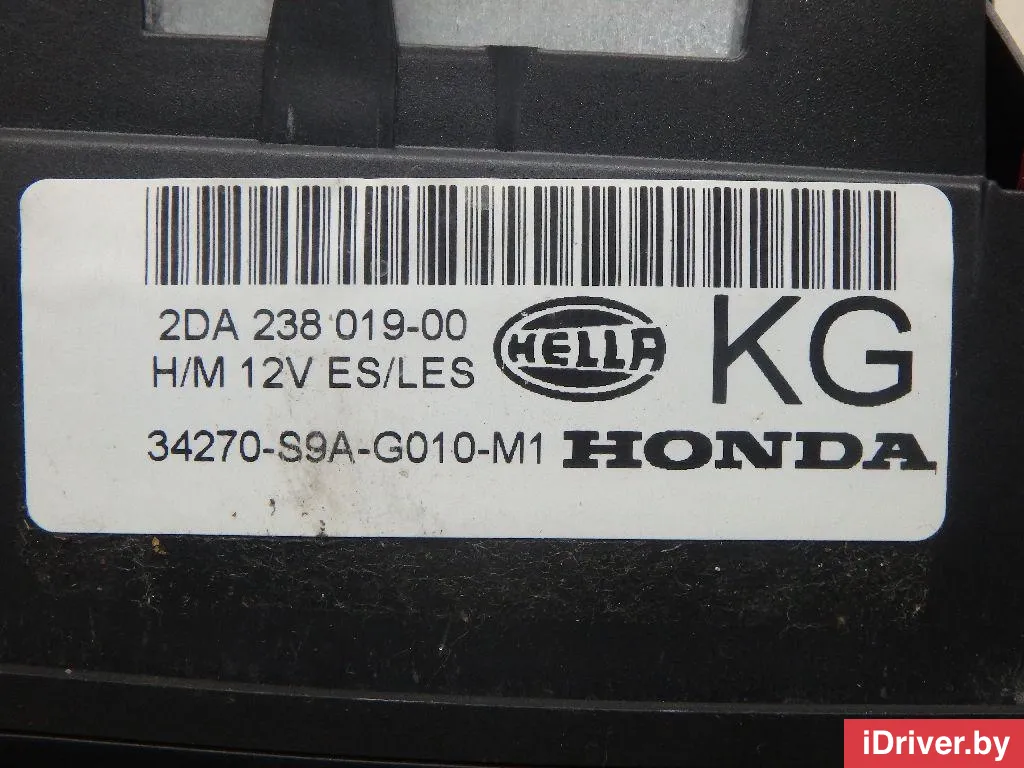 2DA 238 019-00
H/M 12V ES/LES
HELLA
KG
34270-S9A-G010-M1 HONDA
iDriver.by